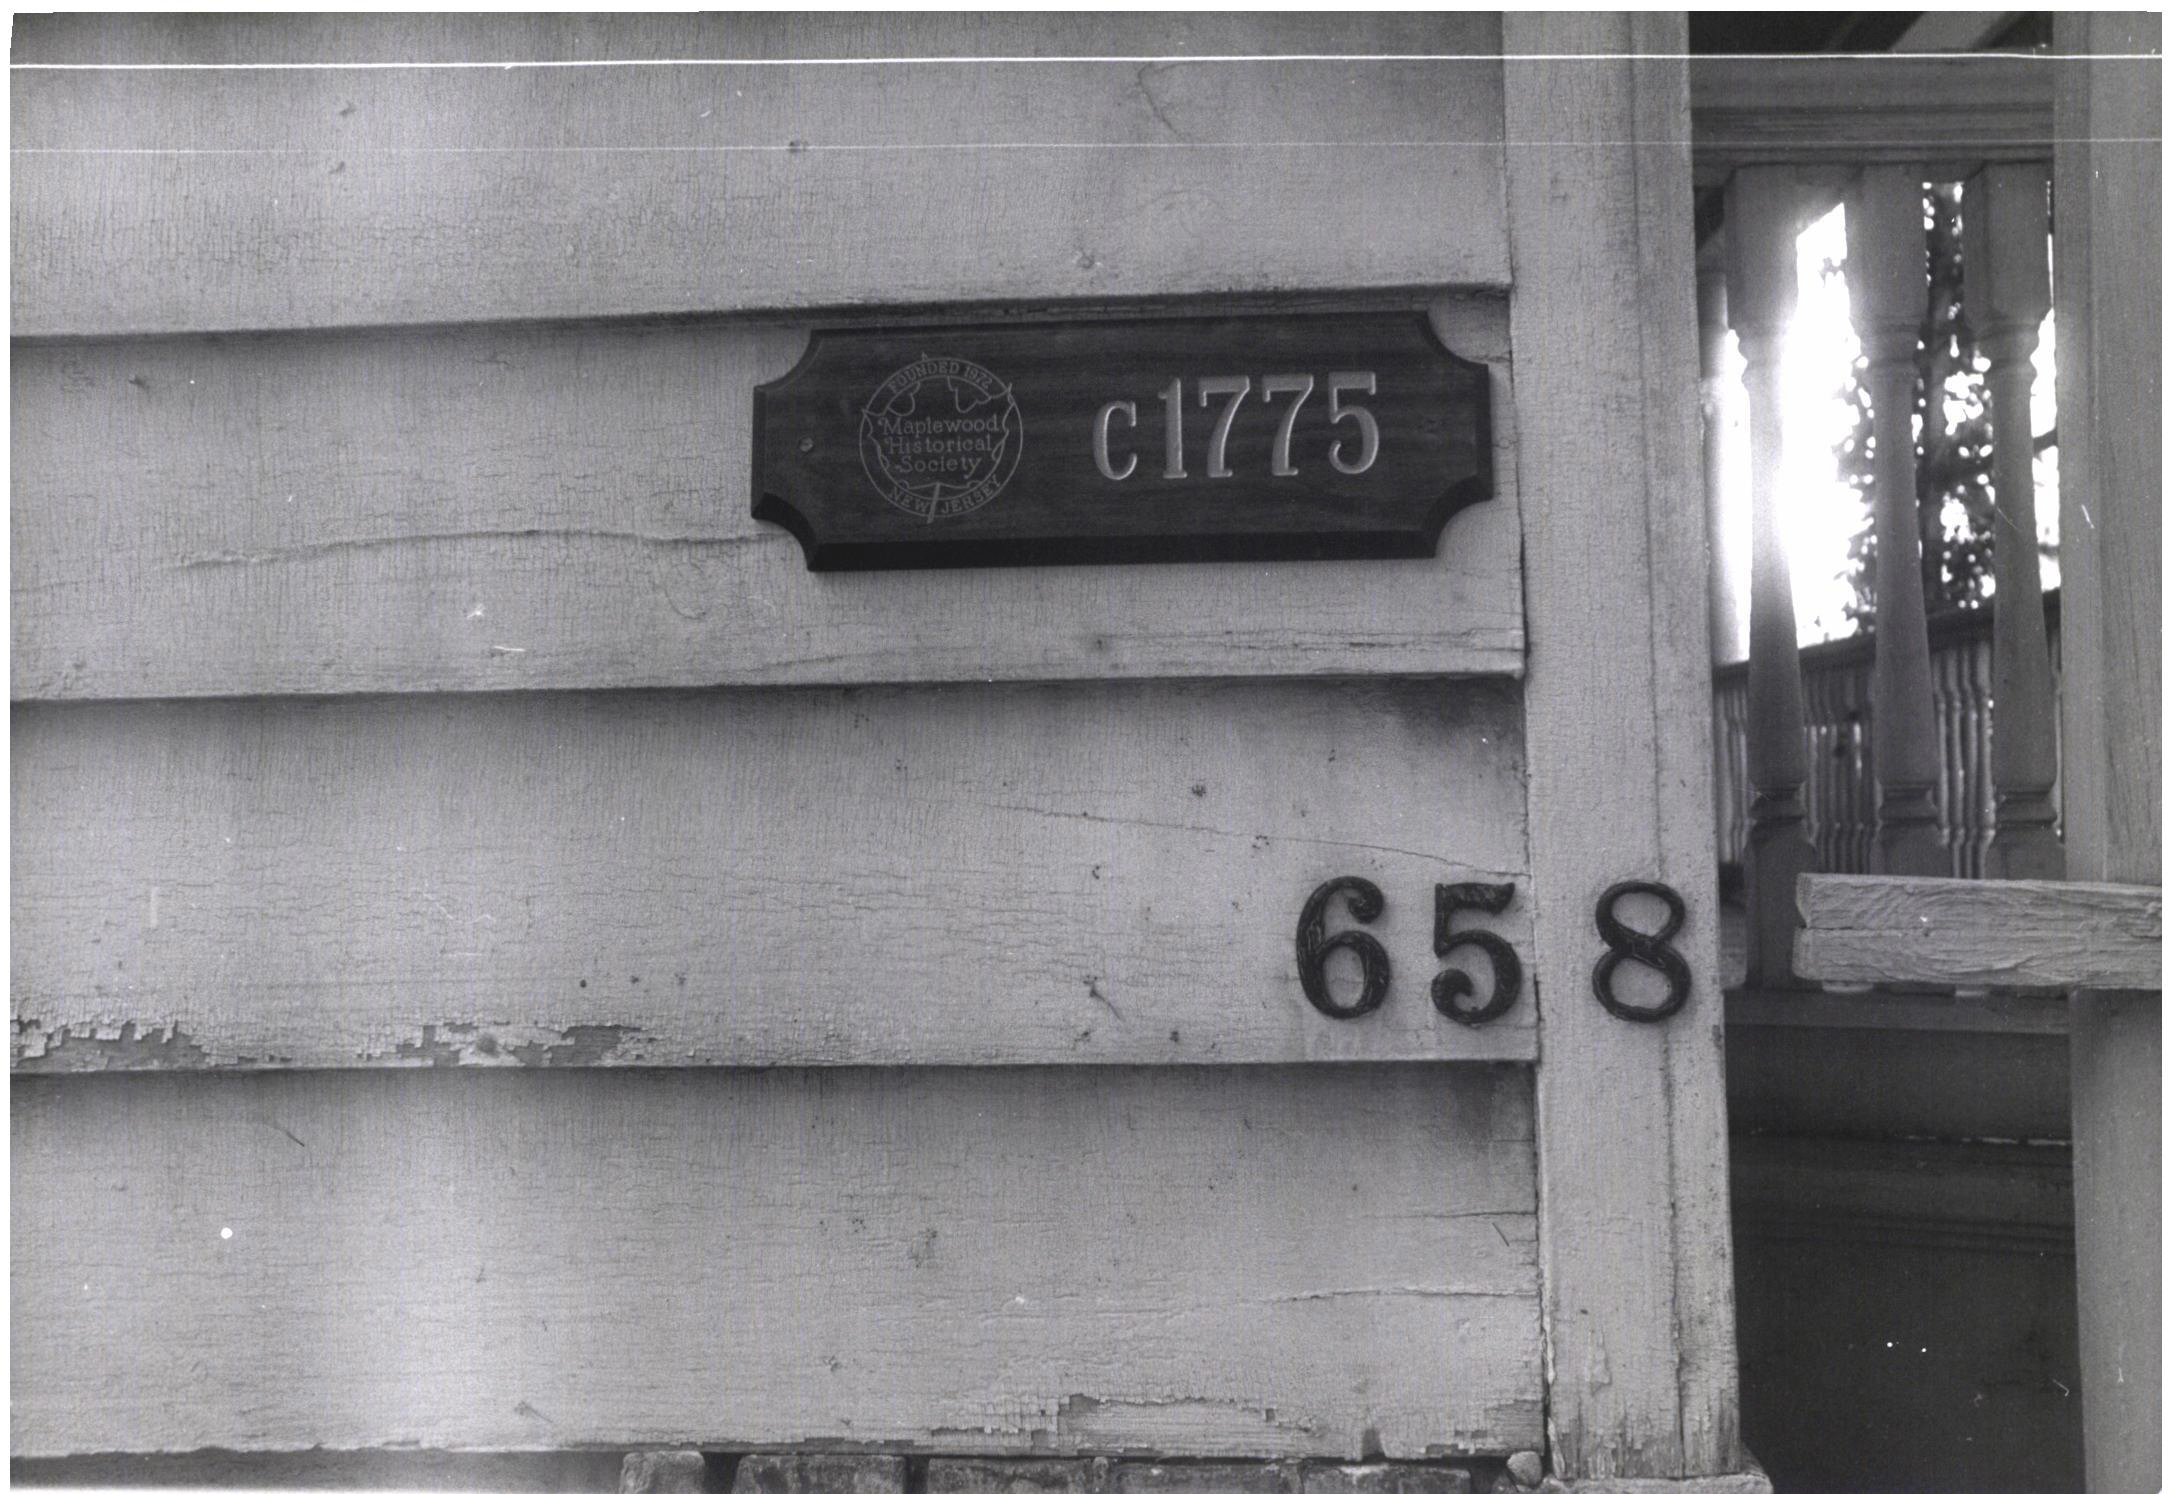 FOUNDED 1972
Maplewood
Historical
Society
NEW JERSEY
c1775
658